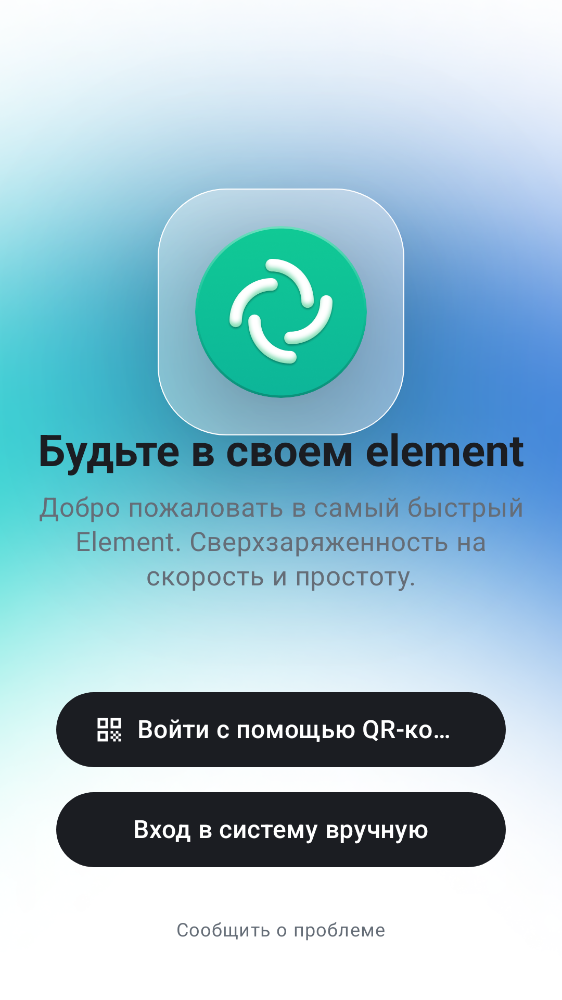 Будьте в своем element
Добро пожаловать в самый быстрый
Element. Сверхзаряженность на
скорость и простоту.
Войти с помощью QR-ко...
Вход в систему вручную
Сообщить о проблеме